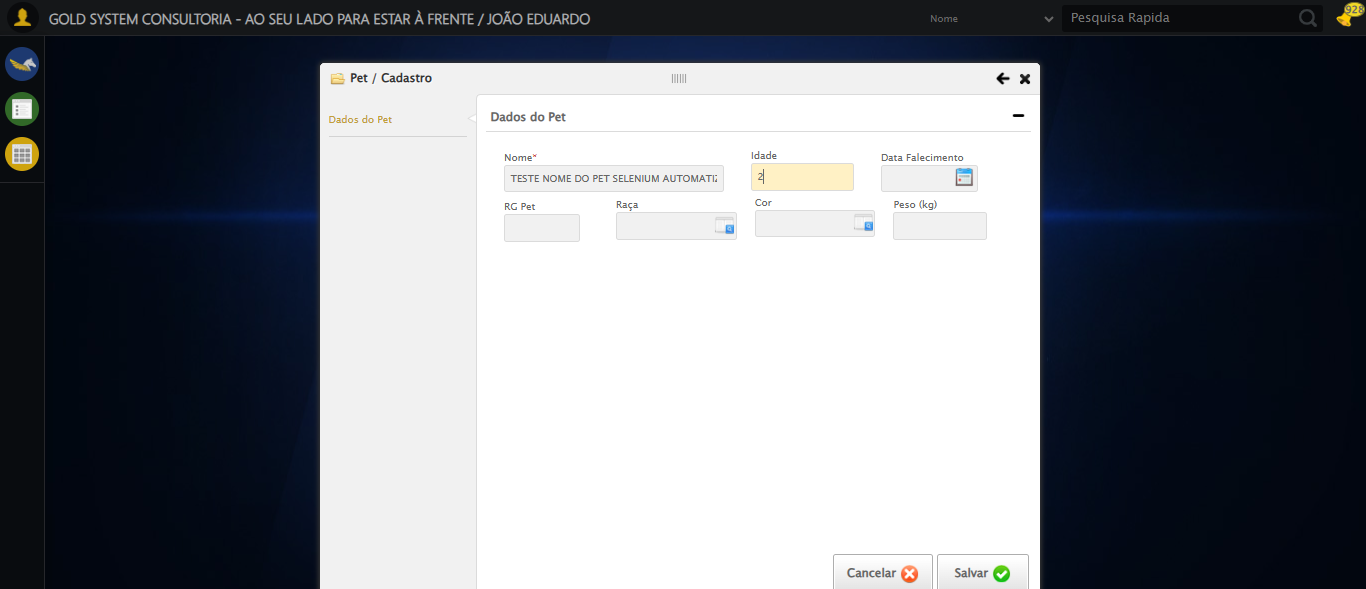 GOLD SYSTEM CONSULTORIA - AO SEU LADO PARA ESTAR À FRENTE / JOÃO EDUARDO
Nome
Pesquisa Rapida
928
Pet / Cadastro
Dados do Pet
Dados do Pet
Nome*
Idade
Data Falecimento
TESTE NOME DO PET SELENIUM AUTOMATIZ
2
RG Pet
Raça
Cor
Peso (kg)
Cancelar
Salvar